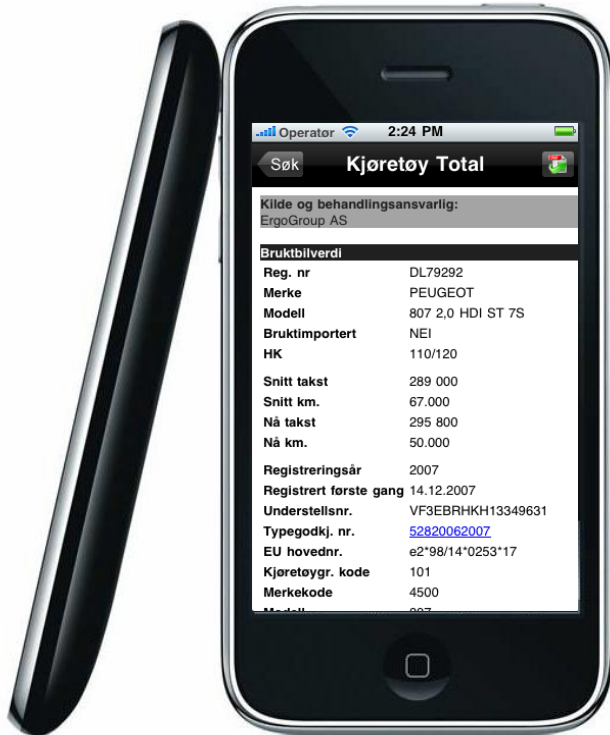 Operatør 2:24 PM
Søk Kjøretøy Total
Kilde og behandlingsansvarlig:
ErgoGroup AS
Bruktbilverdi
Reg. nr DL79292
Merke PEUGEOT
Modell 807 2,0 HDI ST 7S
Bruktimportert NEI
HK 110/120
Snitt takst 289 000
Snitt km. 67.000
Nå takst 295 800
Nå km. 50.000
Registreringsår 2007
Registrert første gang 14.12.2007
Understellsnr. VF3EBRHKH13349631
Typegodkj. nr. 52820062007
EU hovednr. e2*98/14*0253*17
Kjøretøygr. kode 101
Merkekode 4500
Modell 807